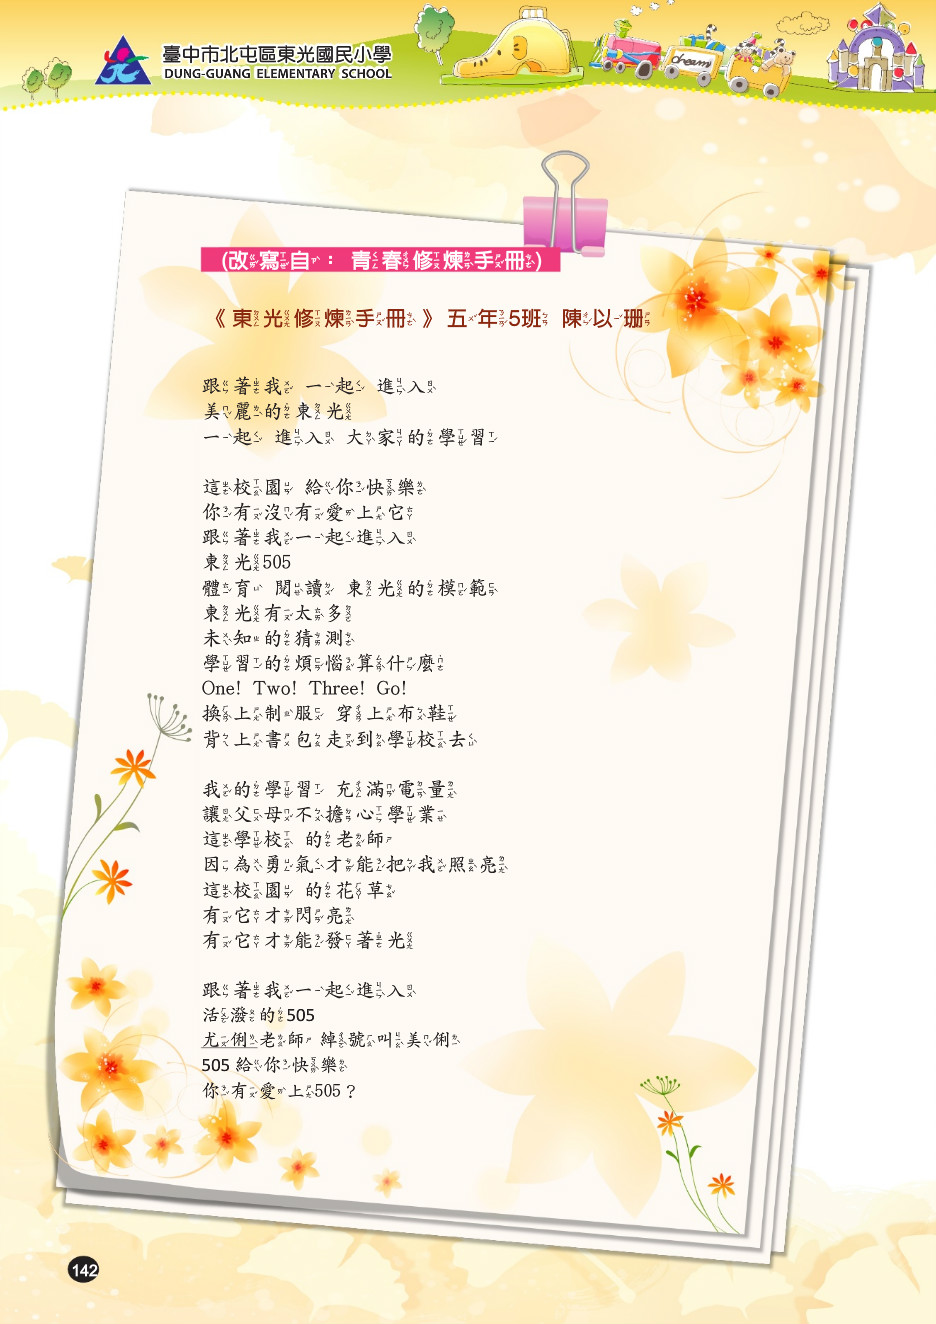 臺中市北屯區東光國民小學
DUNG-GUANG ELEMENTARY SCHOOL
dream
(改寫自： 青春修煉手冊)
《東光修煉手冊》五年5班 陳以珊
跟著我 一起 進入
美麗的東光
一起 進入 大家的學習
這校園 給你快樂
你有沒有愛上它
跟著我一起進入
東光505
體育 閱讀 東光的模範
東光有太多
未知的猜測
學習的煩惱算什麼
One! Two! Three! Go!
換上制服 穿上布鞋
背上書包走到學校去
我的學習 充滿電量
讓父母不擔心學業
這學校 的老師
因為勇氣才能把我照亮
這校園 的花草
有它才閃亮
有它才能發著光
跟著我一起進入
活潑的505
尤俐老師 綽號叫美俐
505 給你快樂
你有愛上505？
142